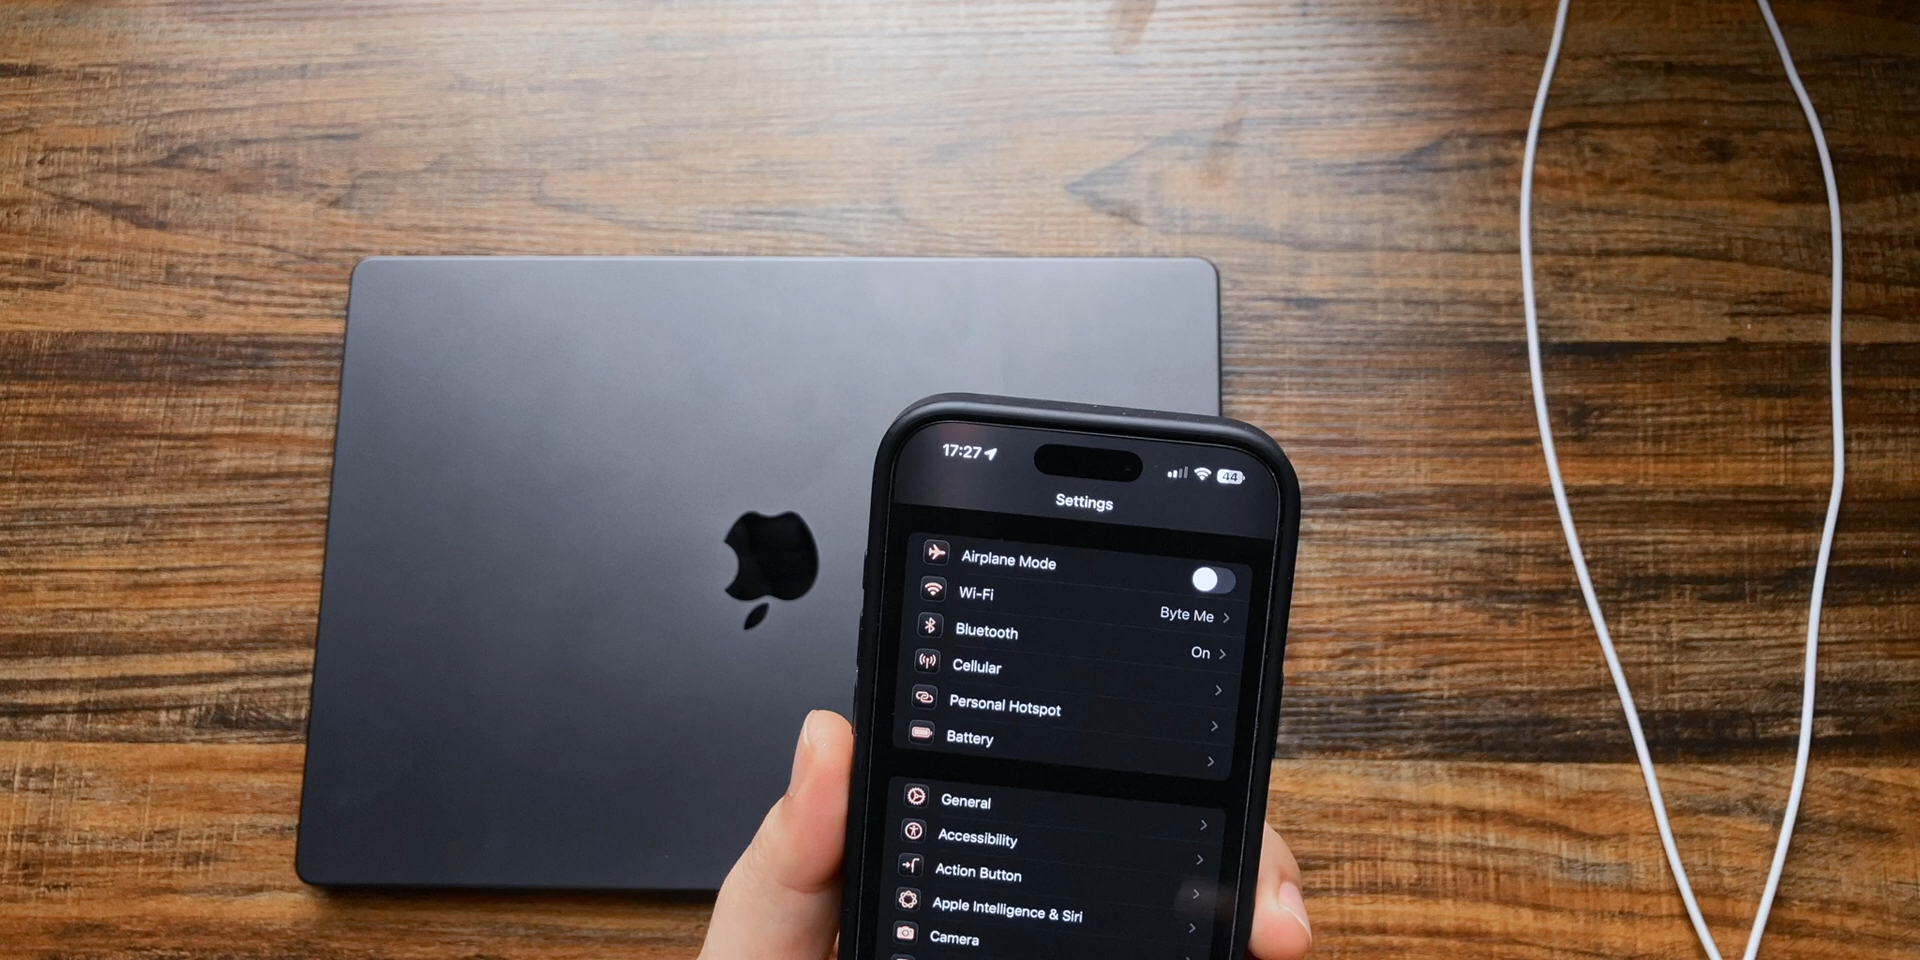 17:27
44
Settings
Airplane Mode
Wi-Fi
Byte Me
Bluetooth
On
Cellular
Personal Hotspot
Battery
General
Accessibility
Action Button
Apple Intelligence & Siri
Camera